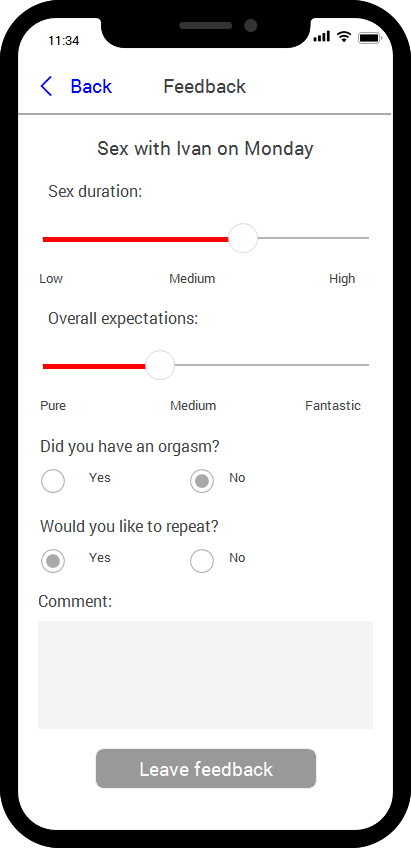 11:34
Back Feedback
Sex with Ivan on Monday
Sex duration:
Low Medium High
Overall expectations:
Pure Medium Fantastic
Did you have an orgasm?
Yes No
Would you like to repeat?
Yes No
Comment:
Leave feedback